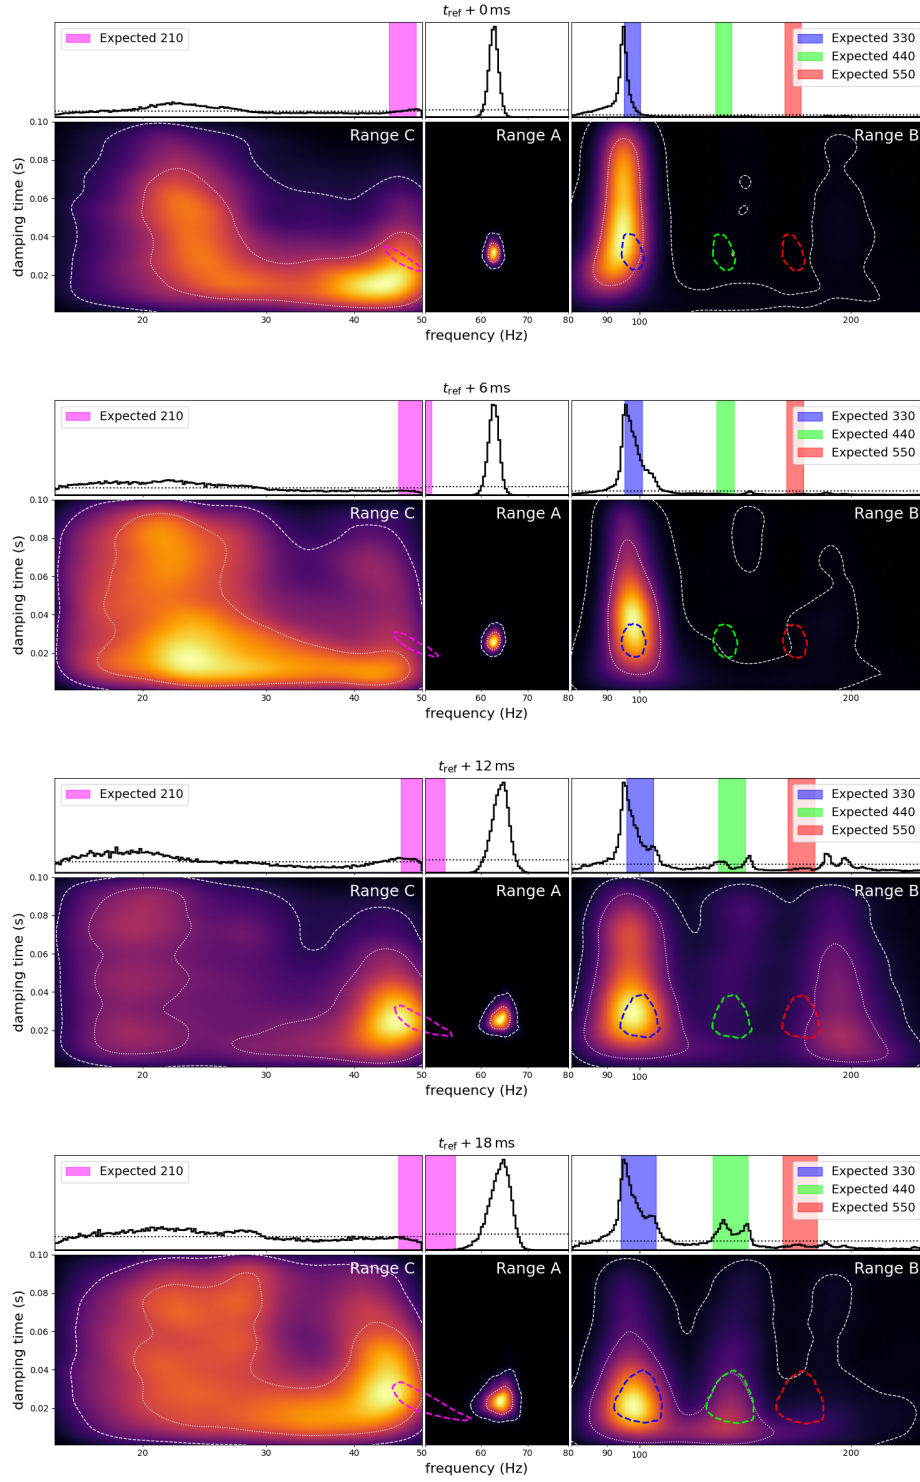 t_ref + 0 ms
Expected 210
Expected 330
Expected 440
Expected 550
0.10
0.08
0.06
0.04
0.02
damping time (s)
Range C
Range A
Range B
20 30 40 50 60 70 80 90 100 200
frequency (Hz)
t_ref + 6 ms
Expected 210
Expected 330
Expected 440
Expected 550
0.10
0.08
0.06
0.04
0.02
damping time (s)
Range C
Range A
Range B
20 30 40 50 60 70 80 90 100 200
frequency (Hz)
t_ref + 12 ms
Expected 210
Expected 330
Expected 440
Expected 550
0.10
0.08
0.06
0.04
0.02
damping time (s)
Range C
Range A
Range B
20 30 40 50 60 70 80 90 100 200
frequency (Hz)
t_ref + 18 ms
Expected 210
Expected 330
Expected 440
Expected 550
0.10
0.08
0.06
0.04
0.02
damping time (s)
Range C
Range A
Range B
20 30 40 50 60 70 80 90 100 200
frequency (Hz)